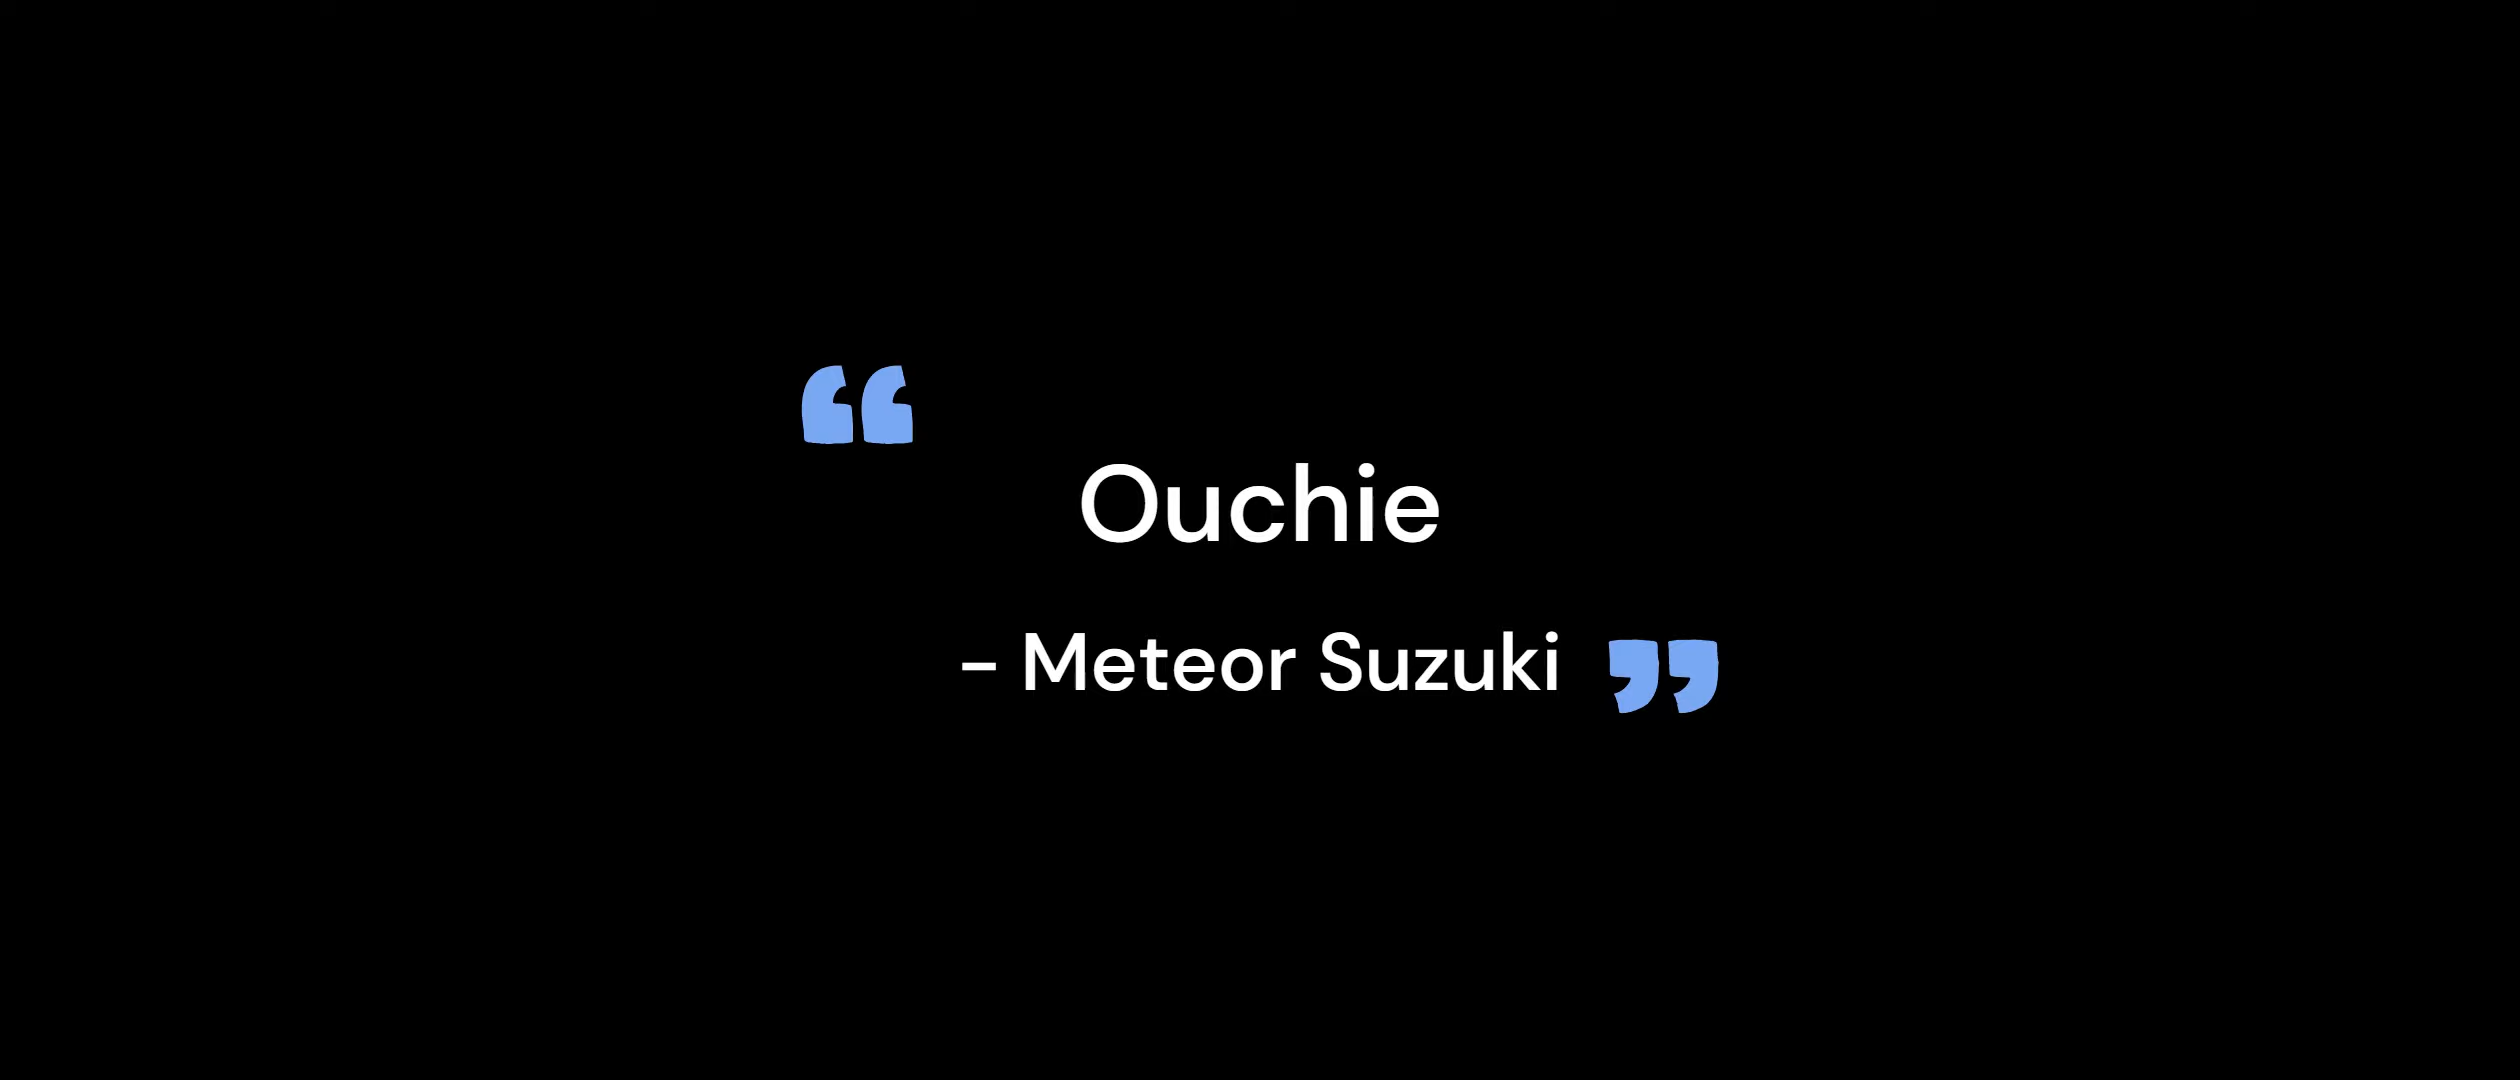 “
Ouchie
– Meteor Suzuki ”